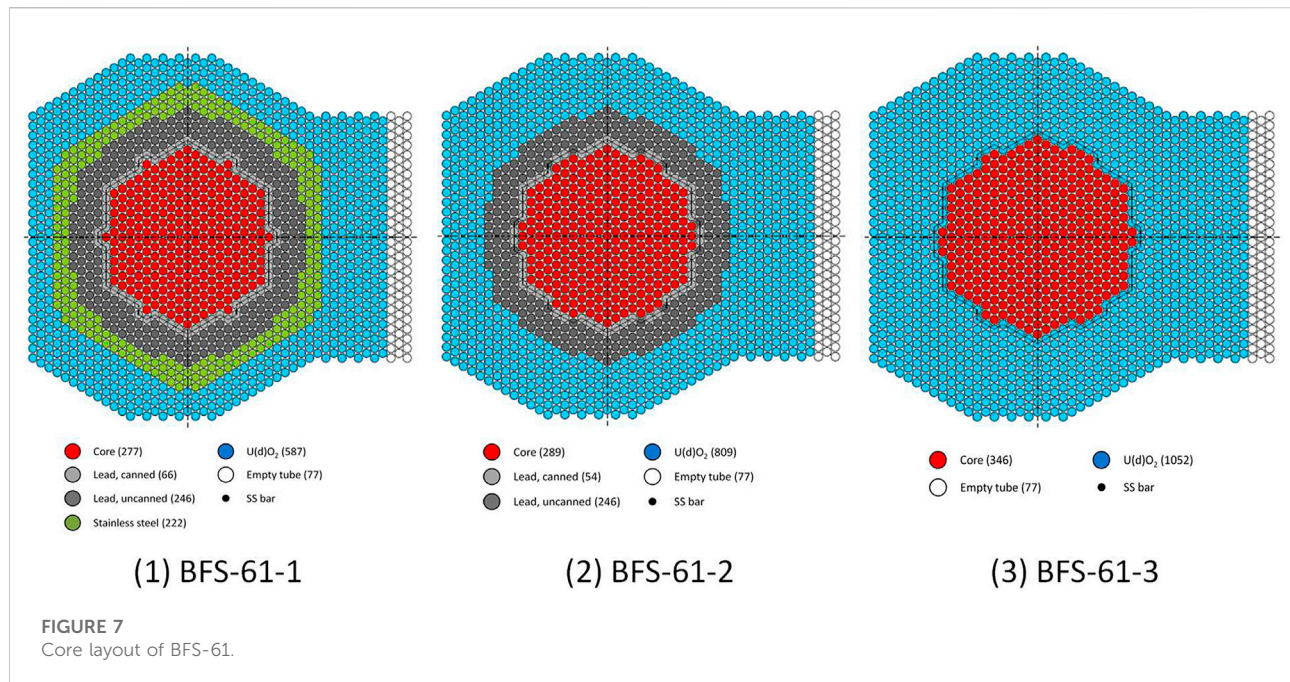 Core (277)
U(d)O₂ (587)
Lead, canned (66)
Empty tube (77)
Lead, uncanned (246)
SS bar
Stainless steel (222)
(1) BFS-61-1
Core (289)
U(d)O₂ (809)
Lead, canned (54)
Empty tube (77)
Lead, uncanned (246)
SS bar
(2) BFS-61-2
Core (346)
U(d)O₂ (1052)
Empty tube (77)
SS bar
(3) BFS-61-3
FIGURE 7
Core layout of BFS-61.